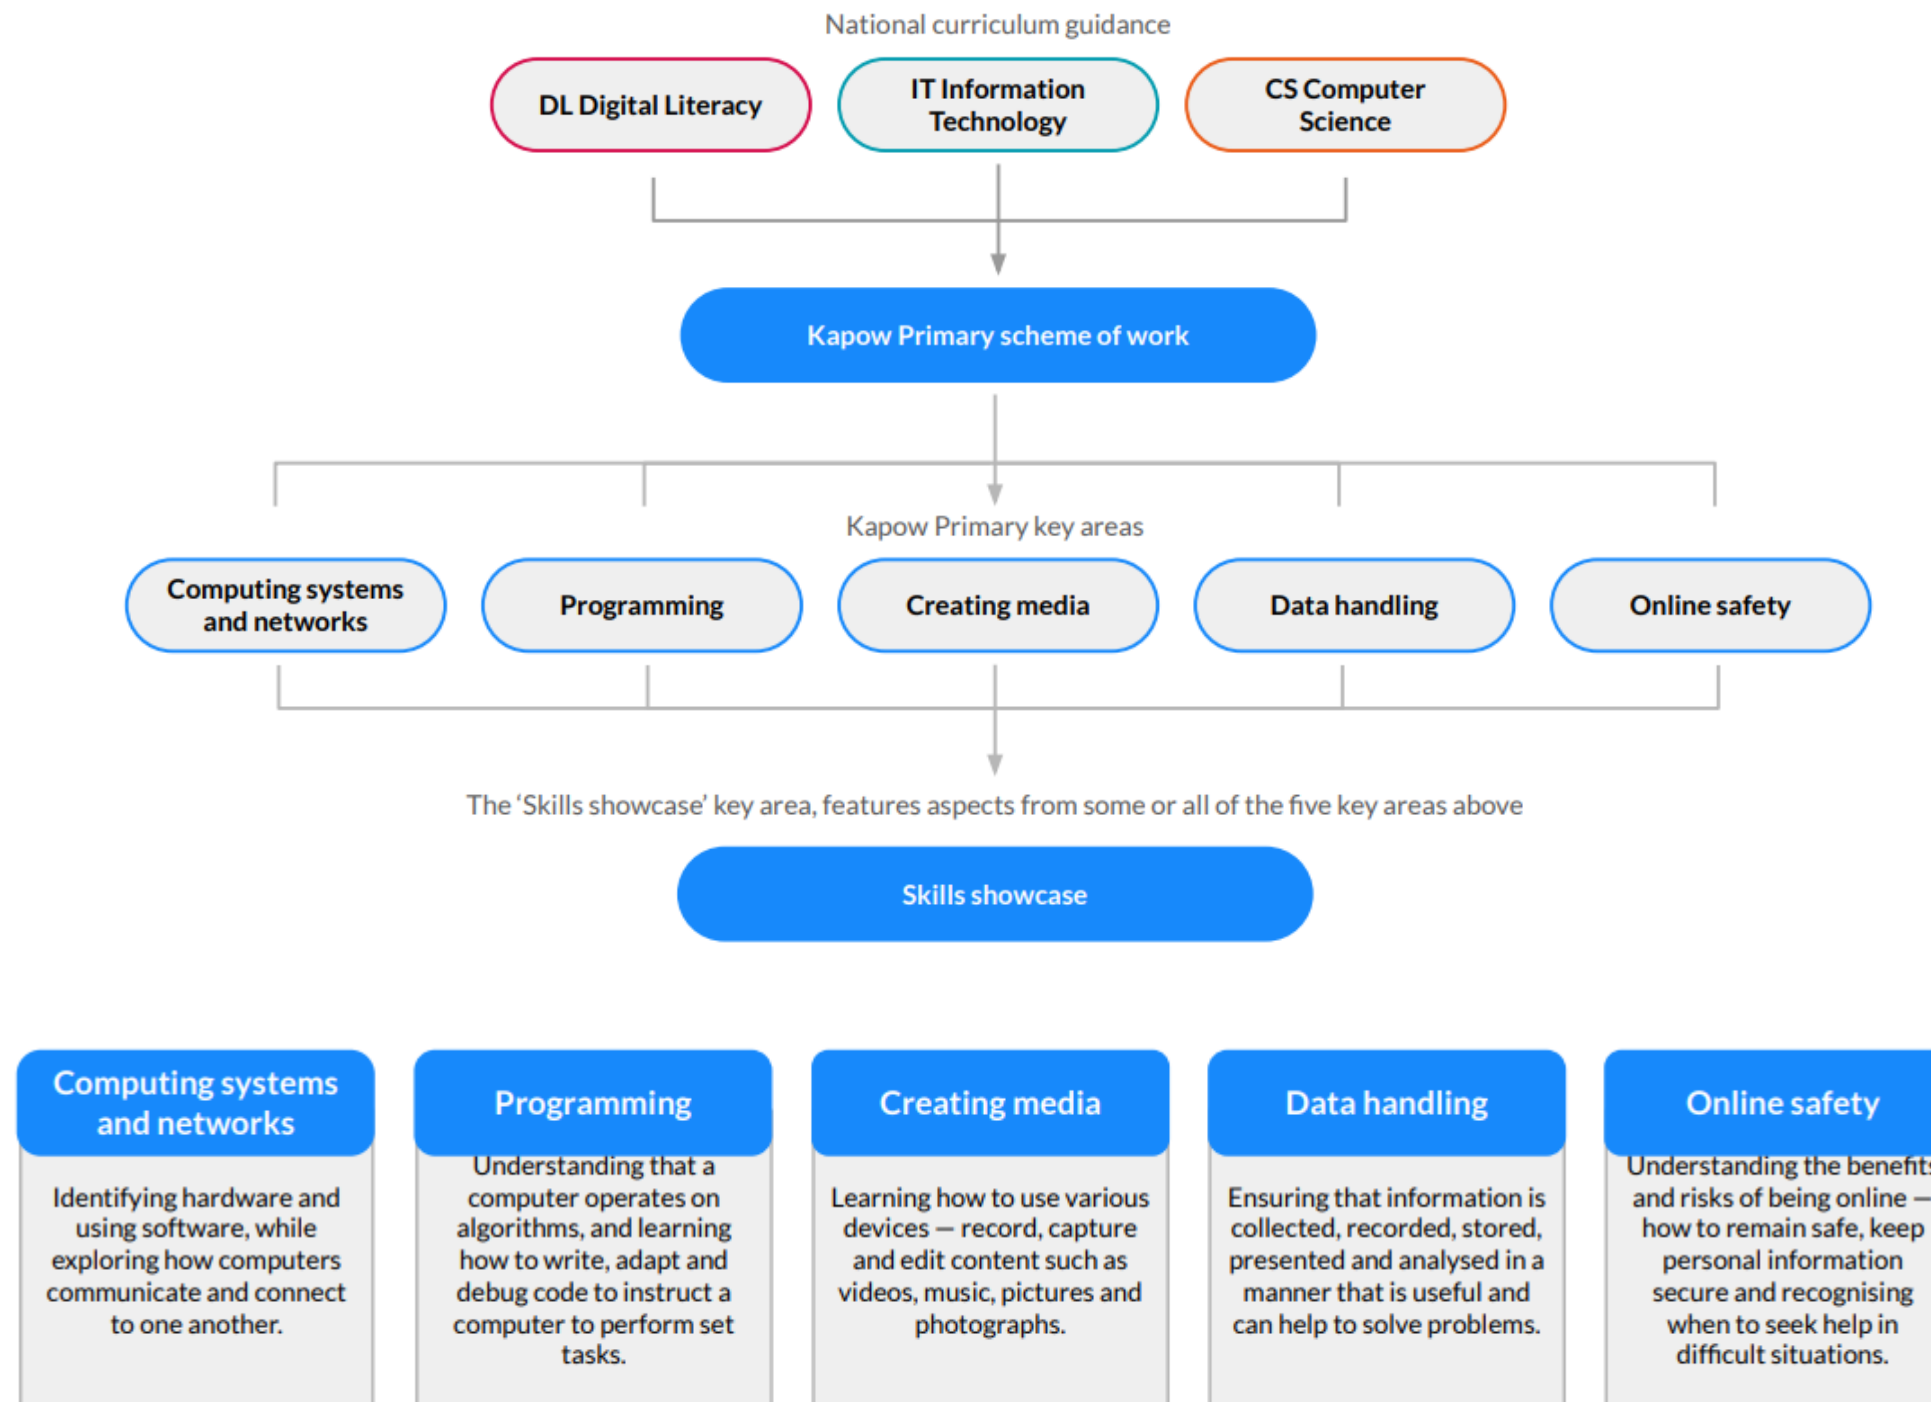 National curriculum guidance
DL Digital Literacy
IT Information
Technology
CS Computer
Science
Kapow Primary scheme of work
Kapow Primary key areas
Computing systems
and networks
Programming
Creating media
Data handling
Online safety
The ‘Skills showcase’ key area, features aspects from some or all of the five key areas above
Skills showcase
Computing systems
and networks
Identifying hardware and
using software, while
exploring how computers
communicate and connect
to one another.
Programming
Understanding that a
computer operates on
algorithms, and learning
how to write, adapt and
debug code to instruct a
computer to perform set
tasks.
Creating media
Learning how to use various
devices — record, capture
and edit content such as
videos, music, pictures and
photographs.
Data handling
Ensuring that information is
collected, recorded, stored,
presented and analysed in a
manner that is useful and
can help to solve problems.
Online safety
Understanding the benefits
and risks of being online —
how to remain safe, keep
personal information
secure and recognising
when to seek help in
difficult situations.